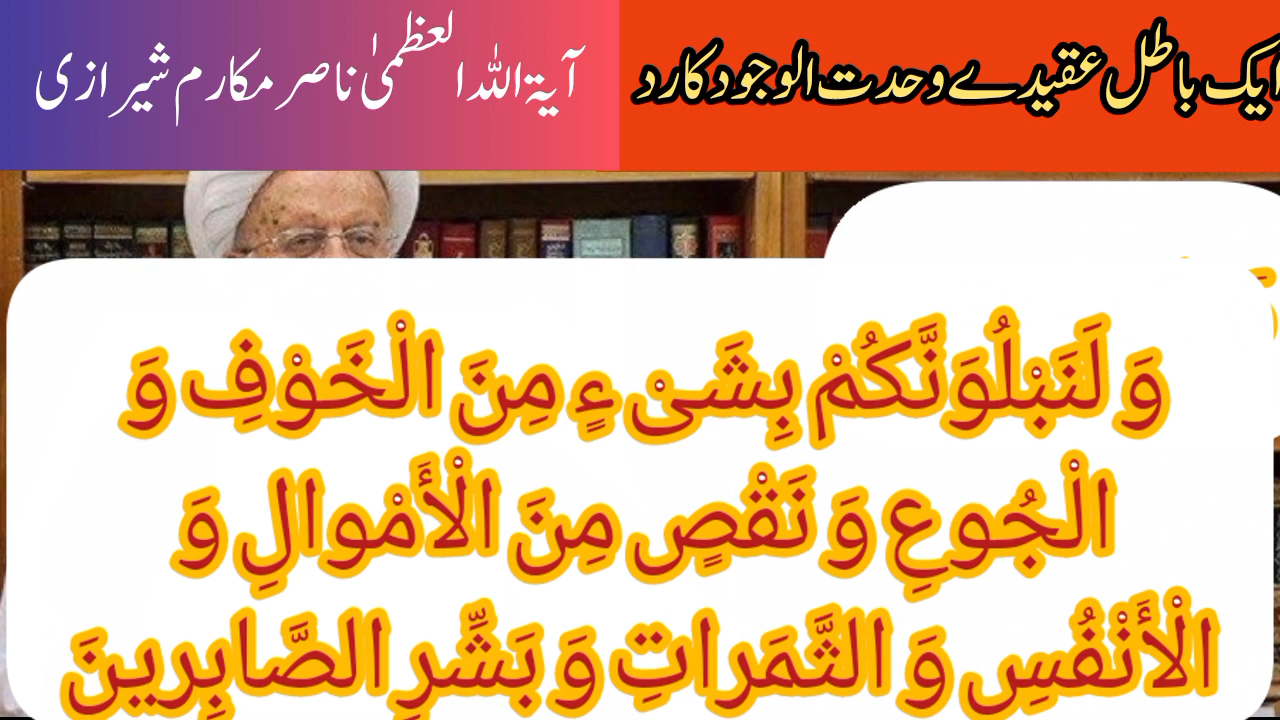 ایک باطل عقیدے وحدت الوجود کا رد
آیۃ اللہ العظمیٰ ناصر مکارم شیرازی
وَ لَنَبْلُوَنَّكُمْ بِشَيْ‏ءٍ مِنَ الْخَوْفِ وَ
الْجُوعِ وَ نَقْصٍ مِنَ الْأَمْوالِ وَ
الْأَنْفُسِ وَ الثَّمَراتِ وَ بَشِّرِ الصَّابِرِينَ